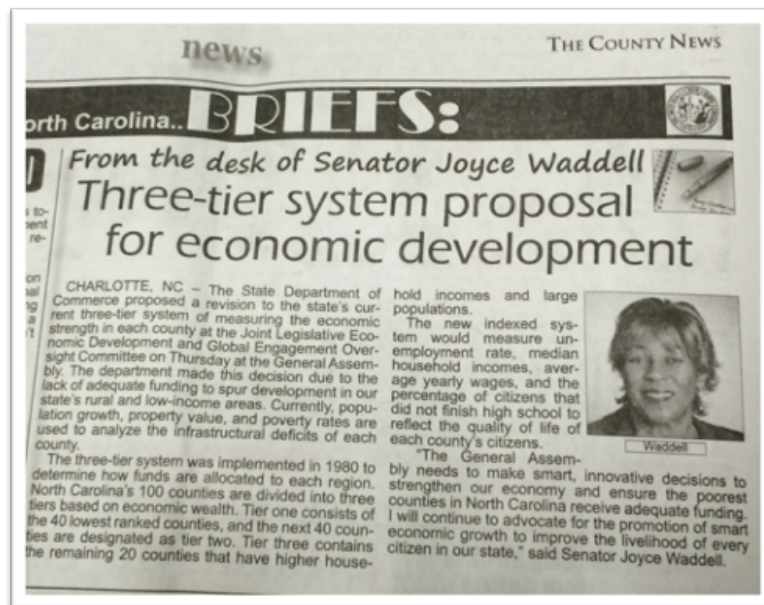 news
THE COUNTY NEWS
orth Carolina.. BRIEFS:
From the desk of Senator Joyce Waddell
Three-tier system proposal
for economic development
to-
re-
on
CHARLOTTE, NC – The State Department of
Commerce proposed a revision to the state's cur-
rent three-tier system of measuring the economic
strength in each county at the Joint Legislative Eco-
nomic Development and Global Engagement Over-
sight Committee on Thursday at the General Assem-
bly. The department made this decision due to the
lack of adequate funding to spur development in our
state's rural and low-income areas. Currently, popu-
lation growth, property value, and poverty rates are
used to analyze the infrastructural deficits of each
county.
The three-tier system was implemented in 1980 to
determine how funds are allocated to each region.
North Carolina's 100 counties are divided into three
tiers based on economic wealth. Tier one consists of
the 40 lowest ranked counties, and the next 40 coun-
ties are designated as tier two. Tier three contains
the remaining 20 counties that have higher house-
hold incomes and large
populations.
The new indexed sys-
tem would measure un-
employment rate, median
household incomes, aver-
age yearly wages, and the
percentage of citizens that
did not finish high school to
reflect the quality of life of
each county's citizens.
"The General Assem-
bly needs to make smart, innovative decisions to
strengthen our economy and ensure the poorest
counties in North Carolina receive adequate funding.
I will continue to advocate for the promotion of smart
economic growth to improve the livelihood of every
citizen in our state," said Senator Joyce Waddell.
Waddell